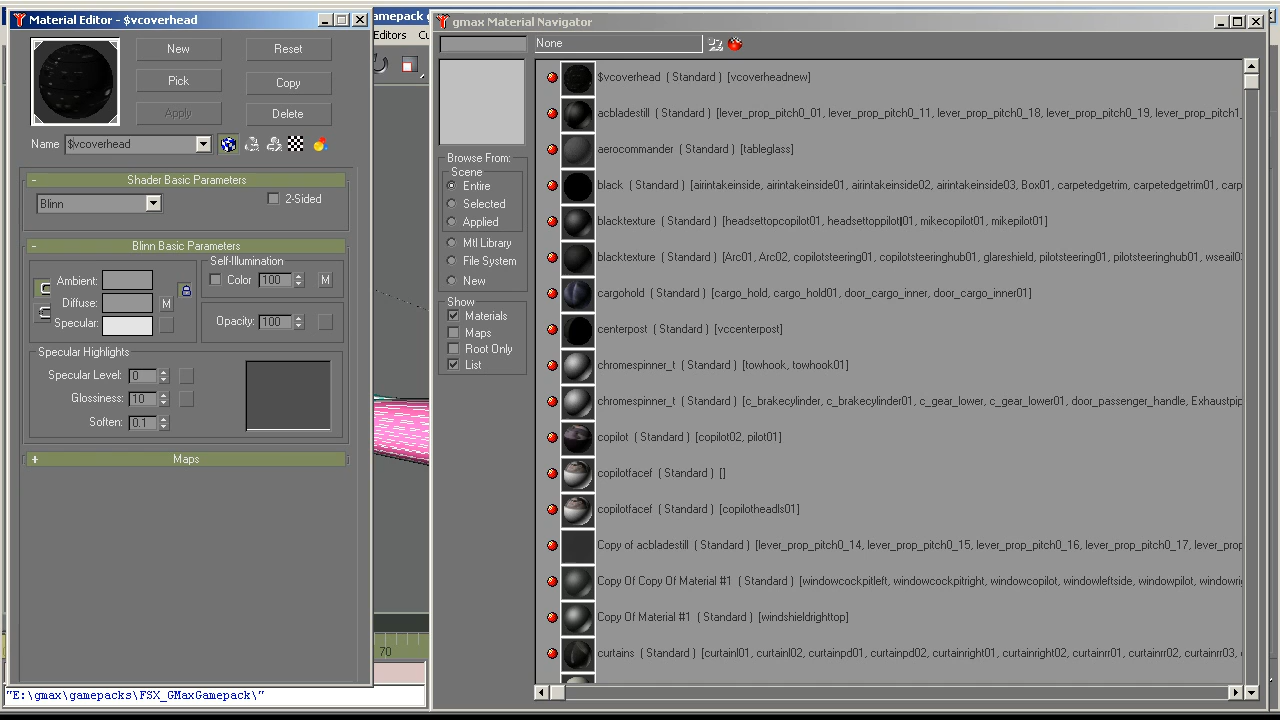 Material Editor - $vcoverhead
New
Reset
Pick
Copy
Apply
Delete
Name $vcoverhead
- Shader Basic Parameters
Blinn
2-Sided
- Blinn Basic Parameters
Self-Illumination
Ambient:
Color 100 M
Diffuse: M
Specular:
Opacity: 100
Specular Highlights
Specular Level: 0
Glossiness: 10
Soften: 0.1
+ Maps
Gamepack
Editors
70
"E:\gmax\gamepacks\FSX_GMaxGamepack\"
gmax Material Navigator
None
Browse From:
Scene
Entire
Selected
Applied
Mtl Library
File System
New
Show
Materials
Maps
Root Only
List
$vcoverhead ( Standard ) [vcoverheadnew]
acbladestill ( Standard ) [lever_prop_pitch0_01, lever_prop_pitch0_11, lever_prop_pitch0_18, lever_prop_pitch0_19, lever_prop_pitch1_
aerocommander ( Standard ) [tableglass]
black ( Standard ) [airintakeinside, airintakeinside01, airintakeinside02, airintakeinside03, Box01, carpetedgetrim, carpetedgetrim01, carp
blacktexture ( Standard ) [headsettopcopilot01, headsettoppilot01, mikecopilot01, mikepilot01]
blacktexture ( Standard ) [Arc01, Arc02, copilotsteering01, copilotsteeringhub01, glareshield, pilotsteering01, pilotsteeringhub01, wseail0
cargohold ( Standard ) [cargo_hold, cargo_hold01, door_cargo_inner, door_cargo_inner01]
centerpost ( Standard ) [vccenterpost]
chromespinner_t ( Standard ) [towhook, towhook01]
chromespinner_t ( Standard ) [c_brakecylinder, c_brakecylinder01, c_gear_lower, c_gear_lower01, door_passenger_handle, Exhaustpip
copilot ( Standard ) [copilot02, pilot01]
copilotfacef ( Standard ) []
copilotfacef ( Standard ) [copilotheadls01]
Copy of acbladestill ( Standard ) [lever_prop_pitch0_14, lever_prop_pitch0_15, lever_prop_pitch0_16, lever_prop_pitch0_17, lever_prop
Copy Of Copy Of Material #1 ( Standard ) [windowcockpitleft, windowcockpitright, windowcopilot, windowleftside, windowpilot, windowri
Copy Of Material #1 ( Standard ) [windshieldrighttop]
curtains ( Standard ) [curtainl01, curtainl02, curtainpd01, curtainpd02, curtainright01, curtainright02, curtainrr01, curtainrr02, curtainrr03,